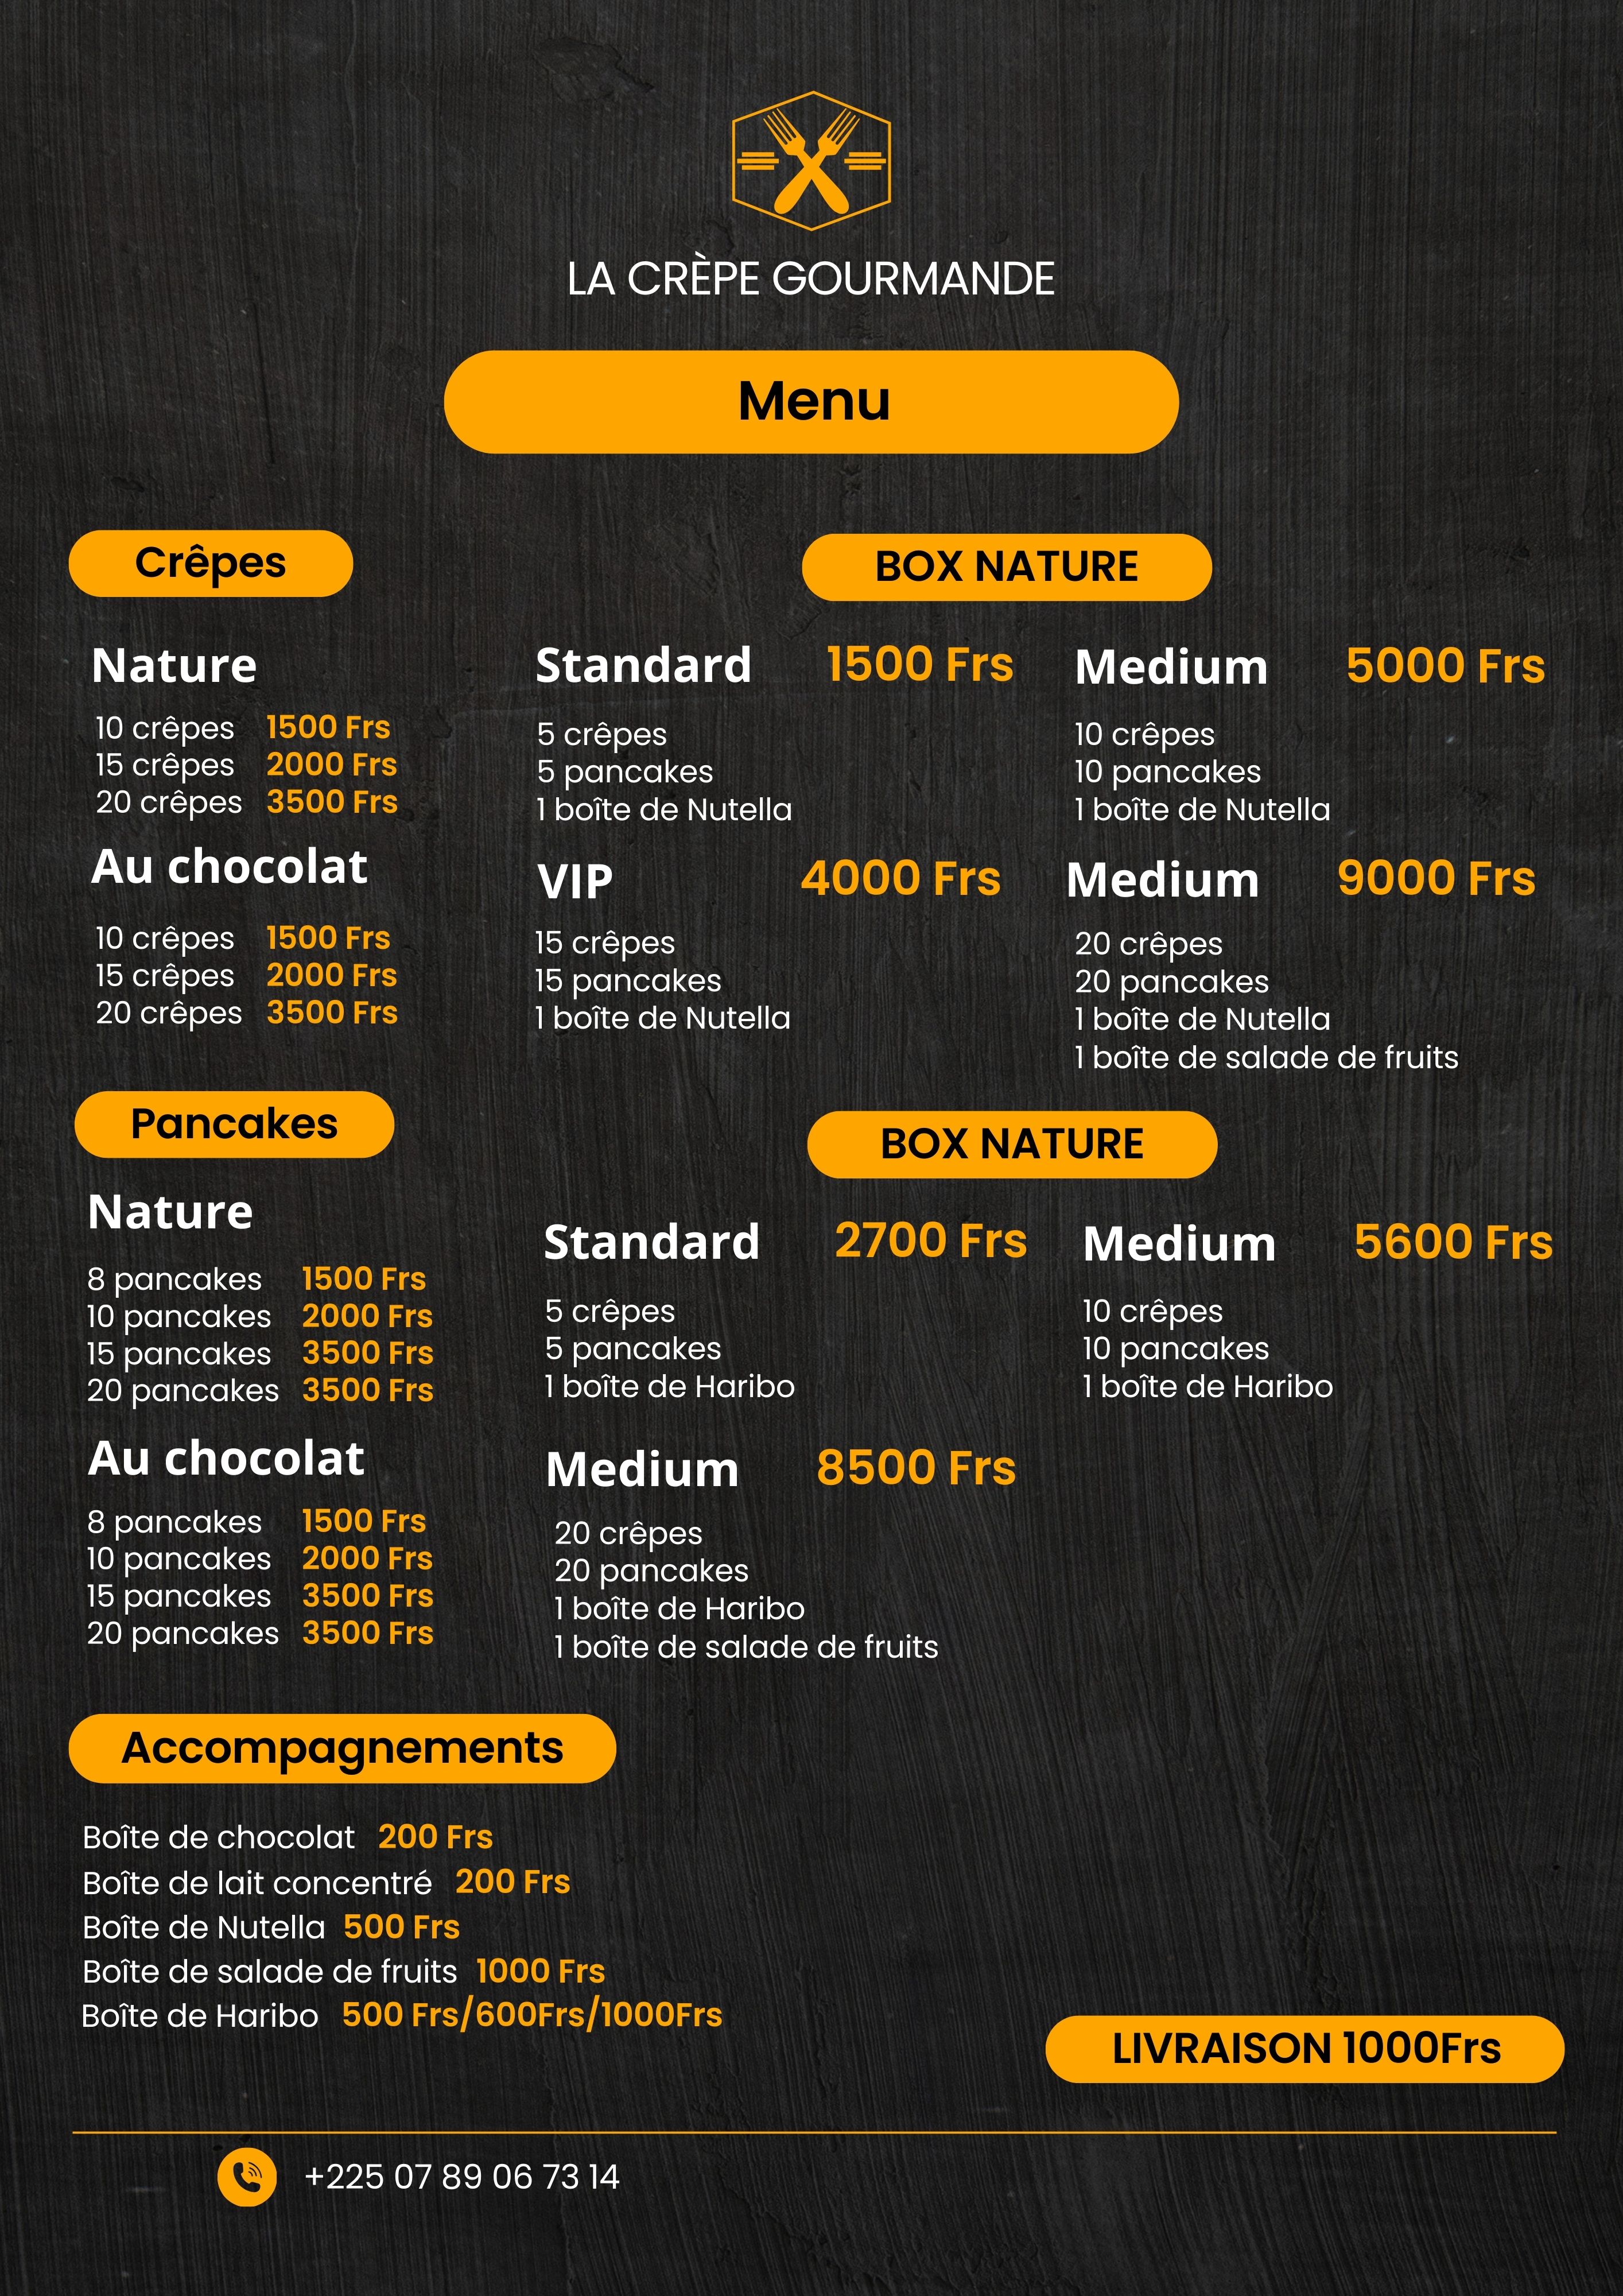 LA CRÈPE GOURMANDE
Menu
Crêpes
Nature
10 crêpes 1500 Frs
15 crêpes 2000 Frs
20 crêpes 3500 Frs
Au chocolat
10 crêpes 1500 Frs
15 crêpes 2000 Frs
20 crêpes 3500 Frs
BOX NATURE
Standard 1500 Frs
5 crêpes
5 pancakes
1 boîte de Nutella
Medium 5000 Frs
10 crêpes
10 pancakes
1 boîte de Nutella
VIP 4000 Frs
15 crêpes
15 pancakes
1 boîte de Nutella
Medium 9000 Frs
20 crêpes
20 pancakes
1 boîte de Nutella
1 boîte de salade de fruits
Pancakes
Nature
8 pancakes 1500 Frs
10 pancakes 2000 Frs
15 pancakes 3500 Frs
20 pancakes 3500 Frs
Au chocolat
8 pancakes 1500 Frs
10 pancakes 2000 Frs
15 pancakes 3500 Frs
20 pancakes 3500 Frs
BOX NATURE
Standard 2700 Frs
5 crêpes
5 pancakes
1 boîte de Haribo
Medium 5600 Frs
10 crêpes
10 pancakes
1 boîte de Haribo
Medium 8500 Frs
20 crêpes
20 pancakes
1 boîte de Haribo
1 boîte de salade de fruits
Accompagnements
Boîte de chocolat 200 Frs
Boîte de lait concentré 200 Frs
Boîte de Nutella 500 Frs
Boîte de salade de fruits 1000 Frs
Boîte de Haribo 500 Frs/600Frs/1000Frs
LIVRAISON 1000Frs
+225 07 89 06 73 14